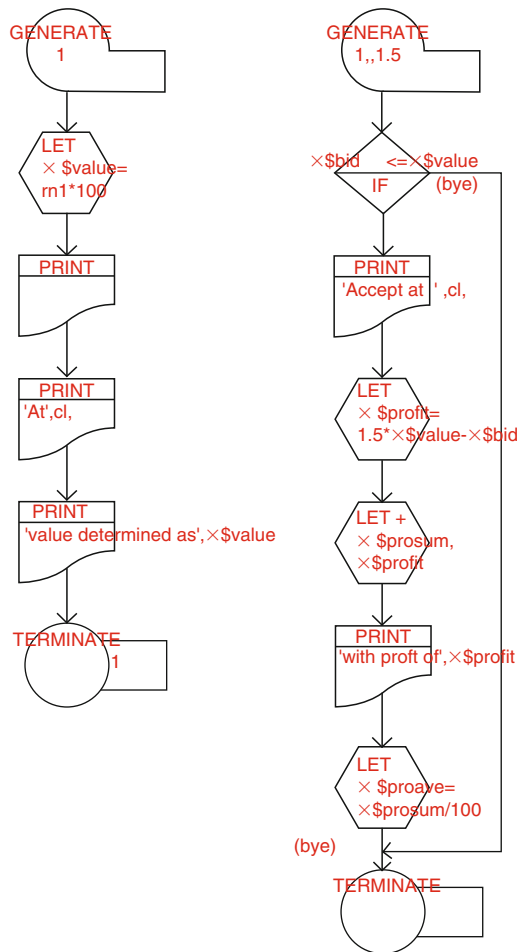 GENERATE
1
LET
× $value=
rn1*100
PRINT
PRINT
'At',cl,
PRINT
'value determined as',×$value
TERMINATE
1
GENERATE
1,,1.5
×$bid <=×$value
IF (bye)
PRINT
'Accept at ' ,cl,
LET
× $profit=
1.5*×$value-×$bid
LET +
× $prosum,
×$profit
PRINT
'with proft of',×$profit
LET
× $proave=
×$prosum/100
(bye)
TERMINATE